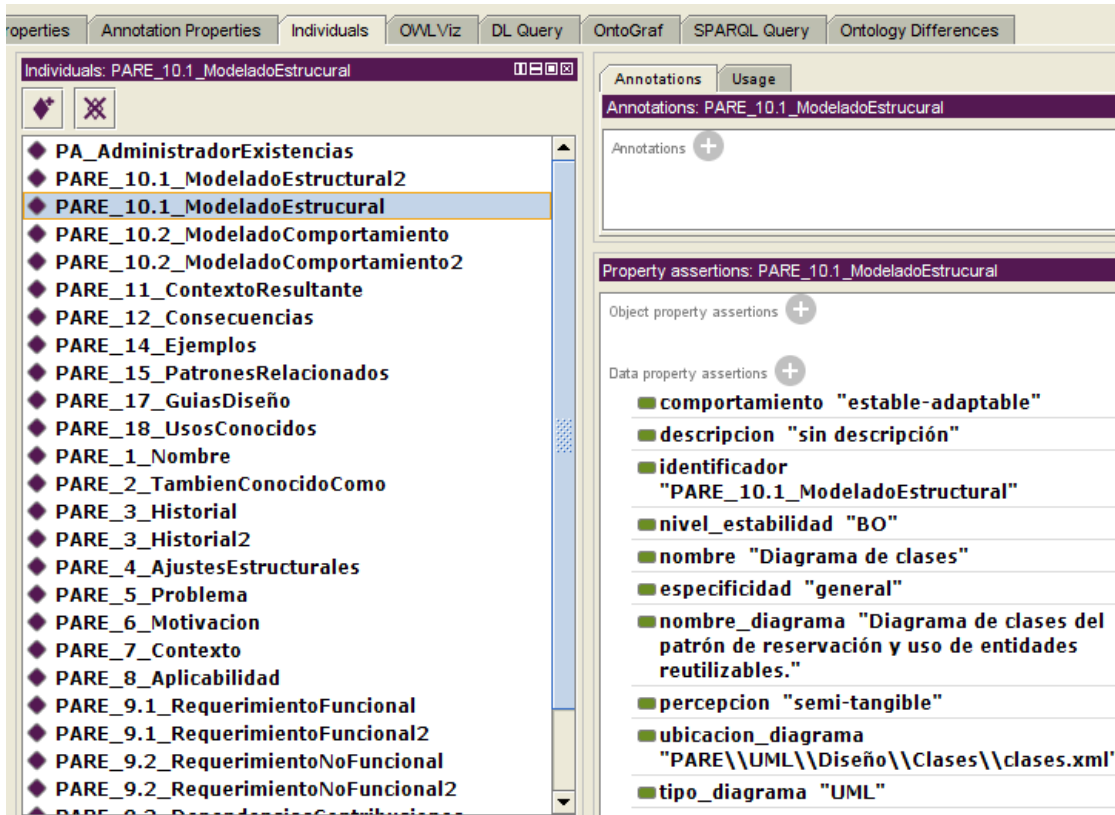 roperties Annotation Properties Individuals OWLViz DL Query OntoGraf SPARQL Query Ontology Differences
Individuals: PARE_10.1_ModeladoEstrucural
PA_AdministradorExistencias
PARE_10.1_ModeladoEstructural2
PARE_10.1_ModeladoEstrucural
PARE_10.2_ModeladoComportamiento
PARE_10.2_ModeladoComportamiento2
PARE_11_ContextoResultante
PARE_12_Consecuencias
PARE_14_Ejemplos
PARE_15_PatronesRelacionados
PARE_17_GuiasDiseño
PARE_18_UsosConocidos
PARE_1_Nombre
PARE_2_TambienConocidoComo
PARE_3_Historial
PARE_3_Historial2
PARE_4_AjustesEstructurales
PARE_5_Problema
PARE_6_Motivacion
PARE_7_Contexto
PARE_8_Aplicabilidad
PARE_9.1_RequerimientoFuncional
PARE_9.1_RequerimientoFuncional2
PARE_9.2_RequerimientoNoFuncional
PARE_9.2_RequerimientoNoFuncional2
Annotations Usage
Annotations: PARE_10.1_ModeladoEstrucural
Annotations
Property assertions: PARE_10.1_ModeladoEstrucural
Object property assertions
Data property assertions
comportamiento "estable-adaptable"
descripcion "sin descripción"
identificador
"PARE_10.1_ModeladoEstructural"
nivel_estabilidad "BO"
nombre "Diagrama de clases"
especificidad "general"
nombre_diagrama "Diagrama de clases del
patrón de reservación y uso de entidades
reutilizables."
percepcion "semi-tangible"
ubicacion_diagrama
"PARE\\UML\\Diseño\\Clases\\clases.xml"
tipo_diagrama "UML"